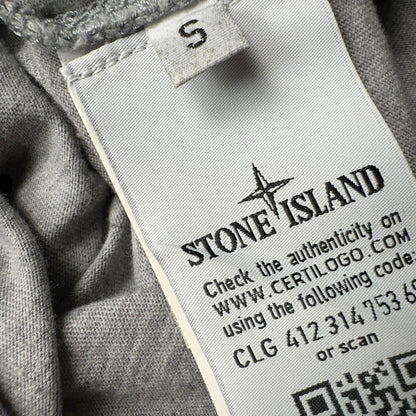 S
STONE ISLAND
Check the authenticity on
WWW.CERTILOGO.COM
using the following code:
CLG 412 314 753
or scan